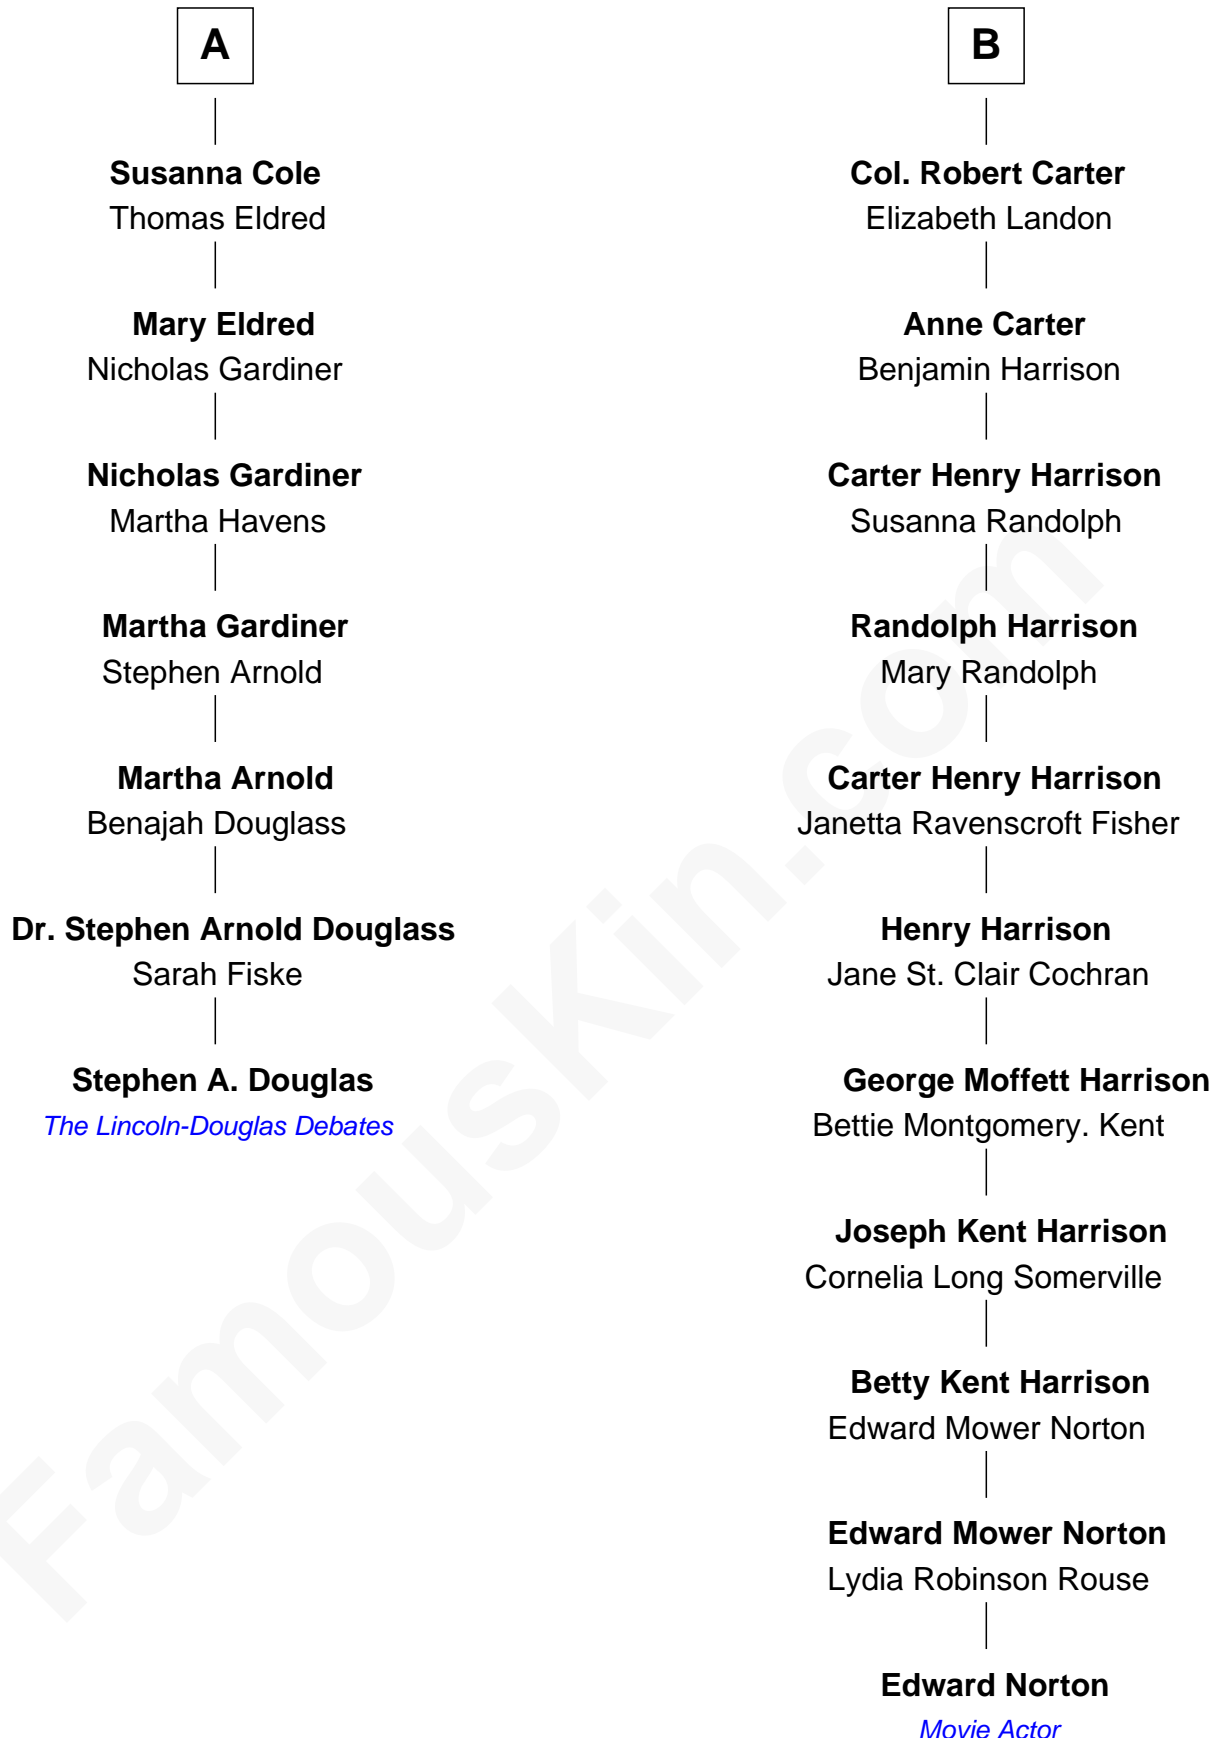 A
Susanna Cole
Thomas Eldred
Mary Eldred
Nicholas Gardiner
Nicholas Gardiner
Martha Havens
Martha Gardiner
Stephen Arnold
Martha Arnold
Benajah Douglass
Dr. Stephen Arnold Douglass
Sarah Fiske
Stephen A. Douglas
The Lincoln-Douglas Debates
B
Col. Robert Carter
Elizabeth Landon
Anne Carter
Benjamin Harrison
Carter Henry Harrison
Susanna Randolph
Randolph Harrison
Mary Randolph
Carter Henry Harrison
Janetta Ravenscroft Fisher
Henry Harrison
Jane St. Clair Cochran
George Moffett Harrison
Bettie Montgomery. Kent
Joseph Kent Harrison
Cornelia Long Somerville
Betty Kent Harrison
Edward Mower Norton
Edward Mower Norton
Lydia Robinson Rouse
Edward Norton
Movie Actor
FamousKin.com